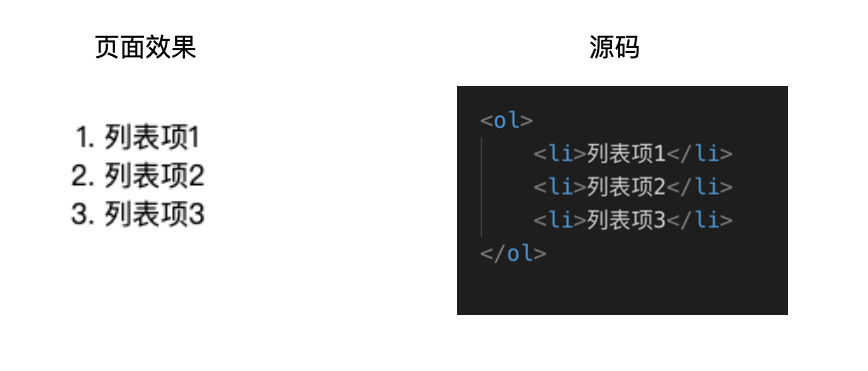 页面效果
源码
1. 列表项1
2. 列表项2
3. 列表项3
<ol>
<li>列表项1</li>
<li>列表项2</li>
<li>列表项3</li>
</ol>